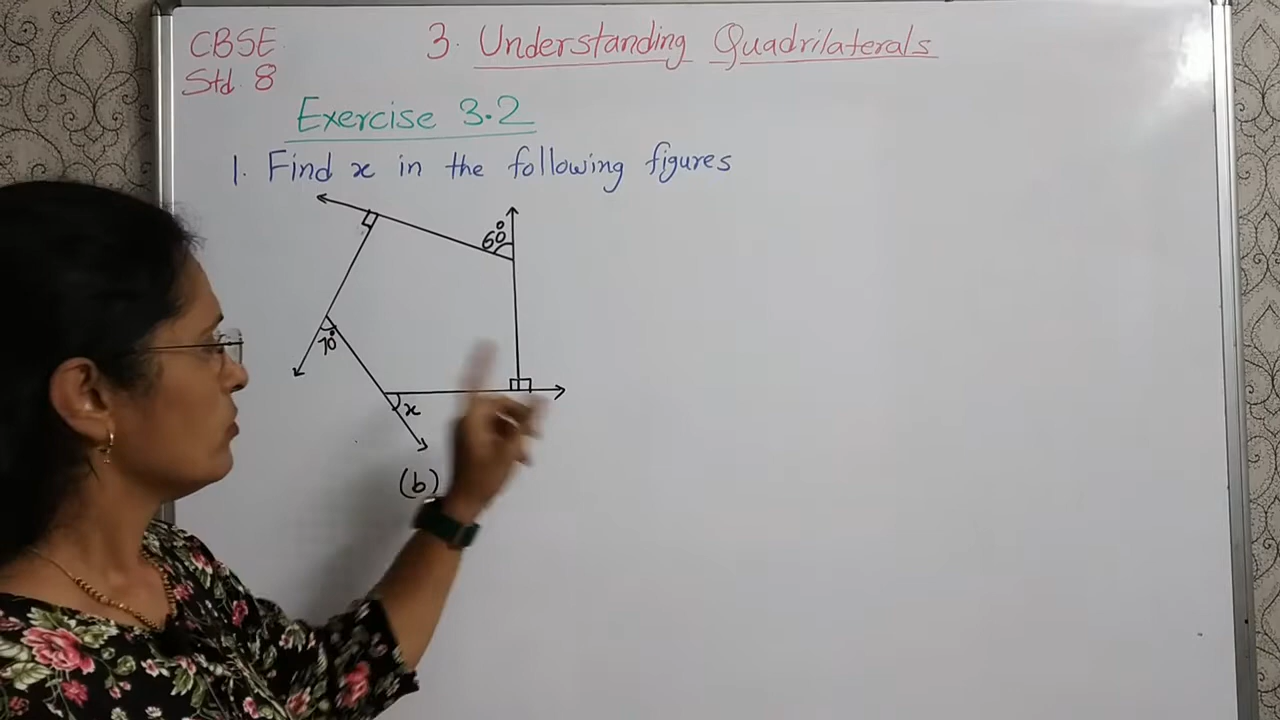 CBSE
Std. 8
3. Understanding Quadrilaterals
Exercise 3.2
1. Find x in the following figures
60°
70°
x
(b)